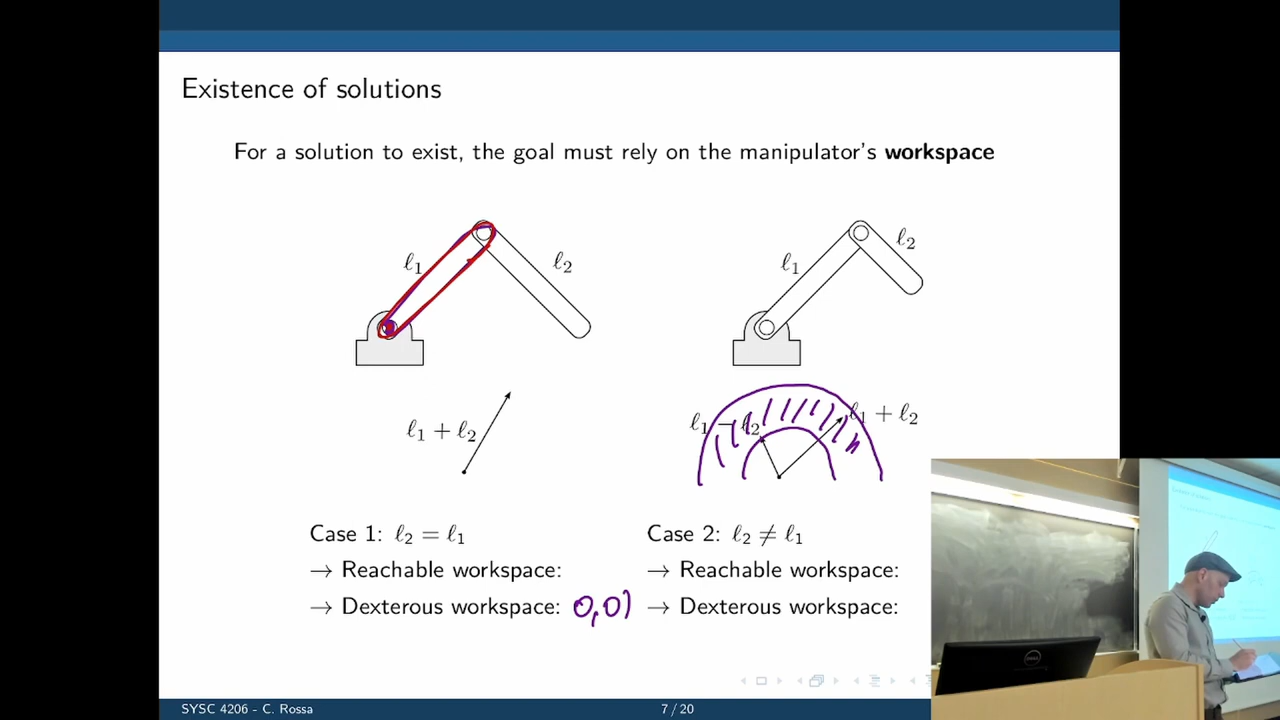 Existence of solutions
For a solution to exist, the goal must rely on the manipulator's workspace
ℓ1
ℓ2
ℓ1
ℓ2
ℓ1 + ℓ2
ℓ1 − ℓ2
ℓ1 + ℓ2
Case 1: ℓ2 = ℓ1
→ Reachable workspace:
→ Dexterous workspace: 0,0)
Case 2: ℓ2 ≠ ℓ1
→ Reachable workspace:
→ Dexterous workspace:
SYSC 4206 - C. Rossa
7 / 20
DELL